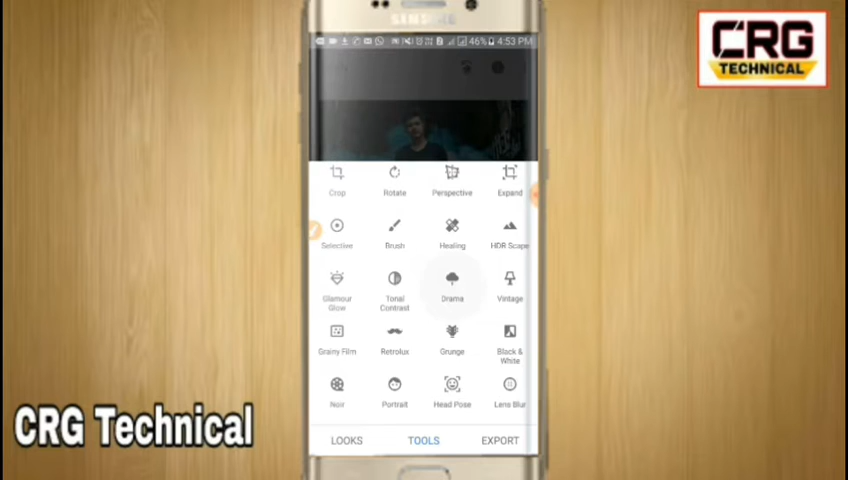 SAMSUNG
46% 4:53 PM
CRG
TECHNICAL
Crop Rotate Perspective Expand
Selective Brush Healing HDR Scape
Glamour Glow Tonal Contrast Drama Vintage
Grainy Film Retrolux Grunge Black & White
Noir Portrait Head Pose Lens Blur
LOOKS TOOLS EXPORT
CRG Technical